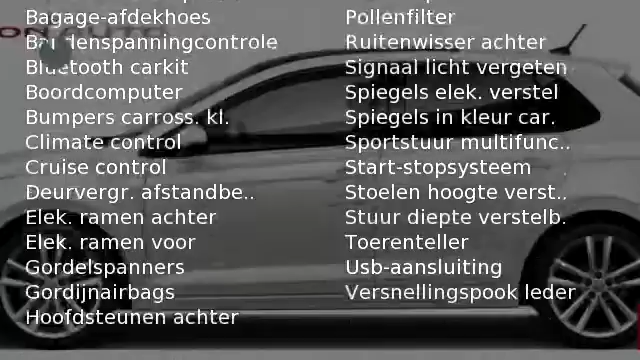 Bagage-afdekhoes
Bandenspanningcontrole
Bluetooth carkit
Boordcomputer
Bumpers carross. kl.
Climate control
Cruise control
Deurvergr. afstandbe..
Elek. ramen achter
Elek. ramen voor
Gordelspanners
Gordijnairbags
Hoofdsteunen achter
Pollenfilter
Ruitenwisser achter
Signaal licht vergeten
Spiegels elek. verstel
Spiegels in kleur car.
Sportstuur multifunc..
Start-stopsysteem
Stoelen hoogte verst..
Stuur diepte verstelb.
Toerenteller
Usb-aansluiting
Versnellingspook leder